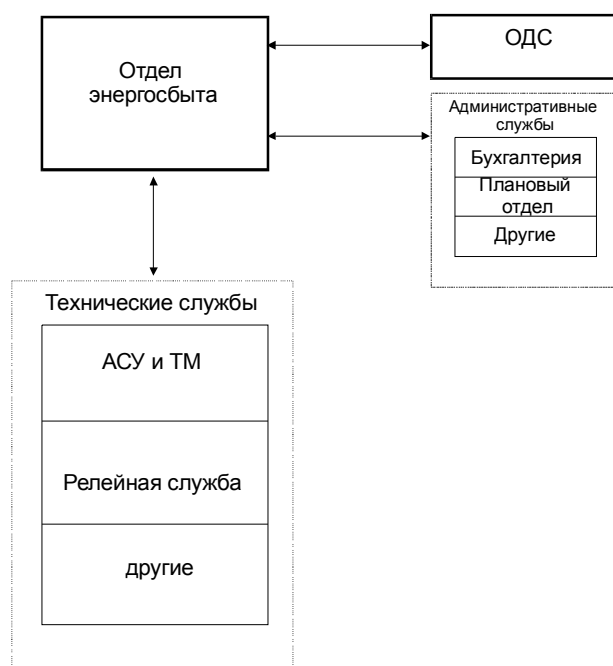 Отдел
энергосбыта
ОДС
Административные
службы
Бухгалтерия
Плановый
отдел
Другие
Технические службы
АСУ и ТМ
Релейная служба
другие